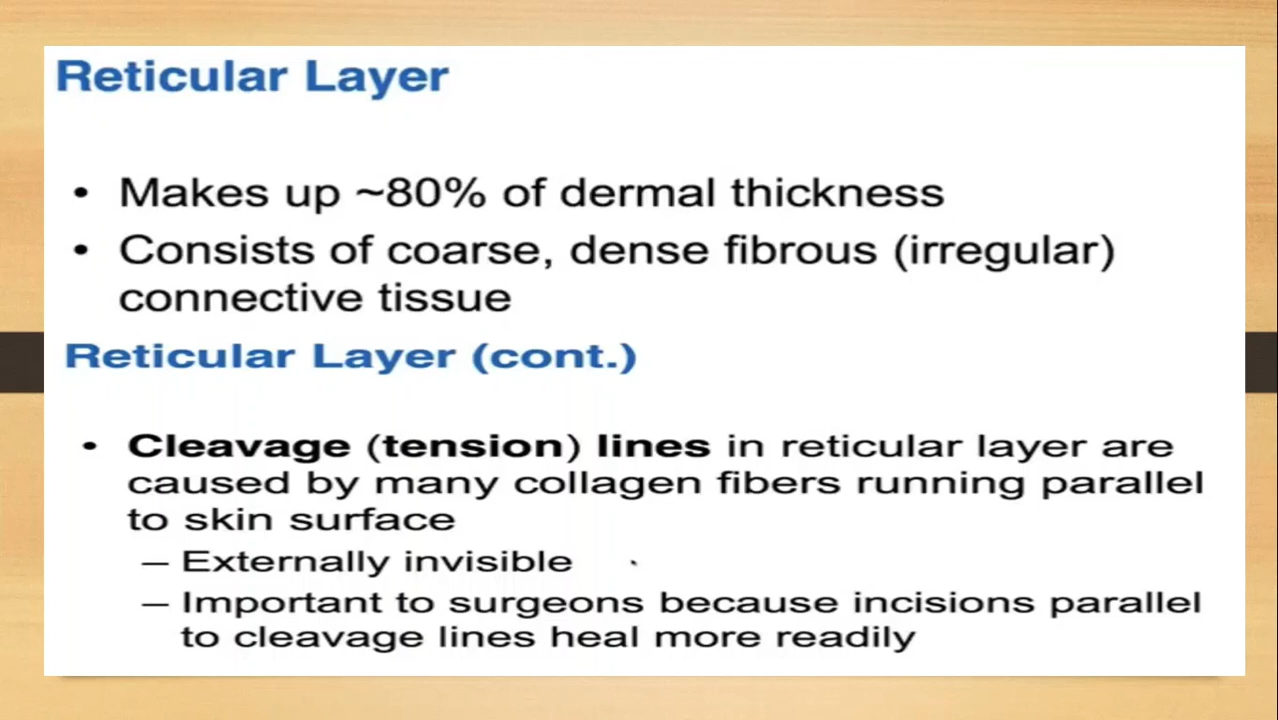 Reticular Layer
• Makes up ~80% of dermal thickness
• Consists of coarse, dense fibrous (irregular)
connective tissue
Reticular Layer (cont.)
• Cleavage (tension) lines in reticular layer are
caused by many collagen fibers running parallel
to skin surface
– Externally invisible
– Important to surgeons because incisions parallel
to cleavage lines heal more readily